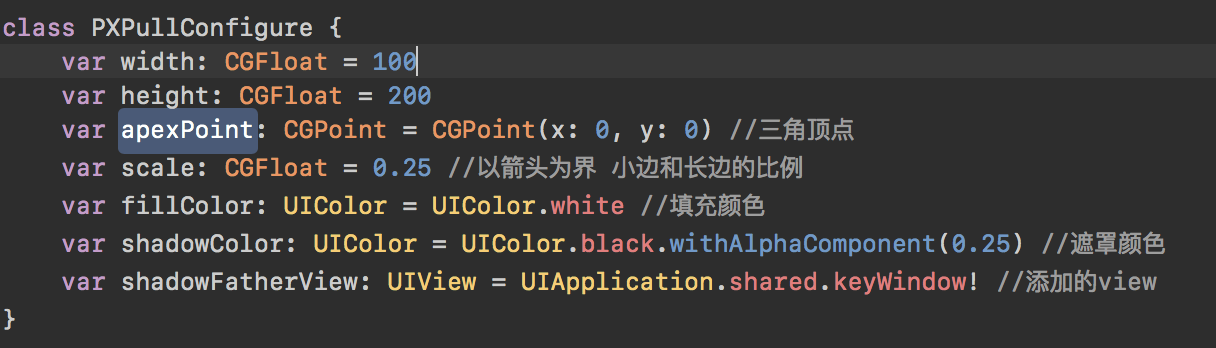 class PXPullConfigure {
    var width: CGFloat = 100
    var height: CGFloat = 200
    var apexPoint: CGPoint = CGPoint(x: 0, y: 0) //三角顶点
    var scale: CGFloat = 0.25 //以箭头为界 小边和长边的比例
    var fillColor: UIColor = UIColor.white //填充颜色
    var shadowColor: UIColor = UIColor.black.withAlphaComponent(0.25) //遮罩颜色
    var shadowFatherView: UIView = UIApplication.shared.keyWindow! //添加的view
}